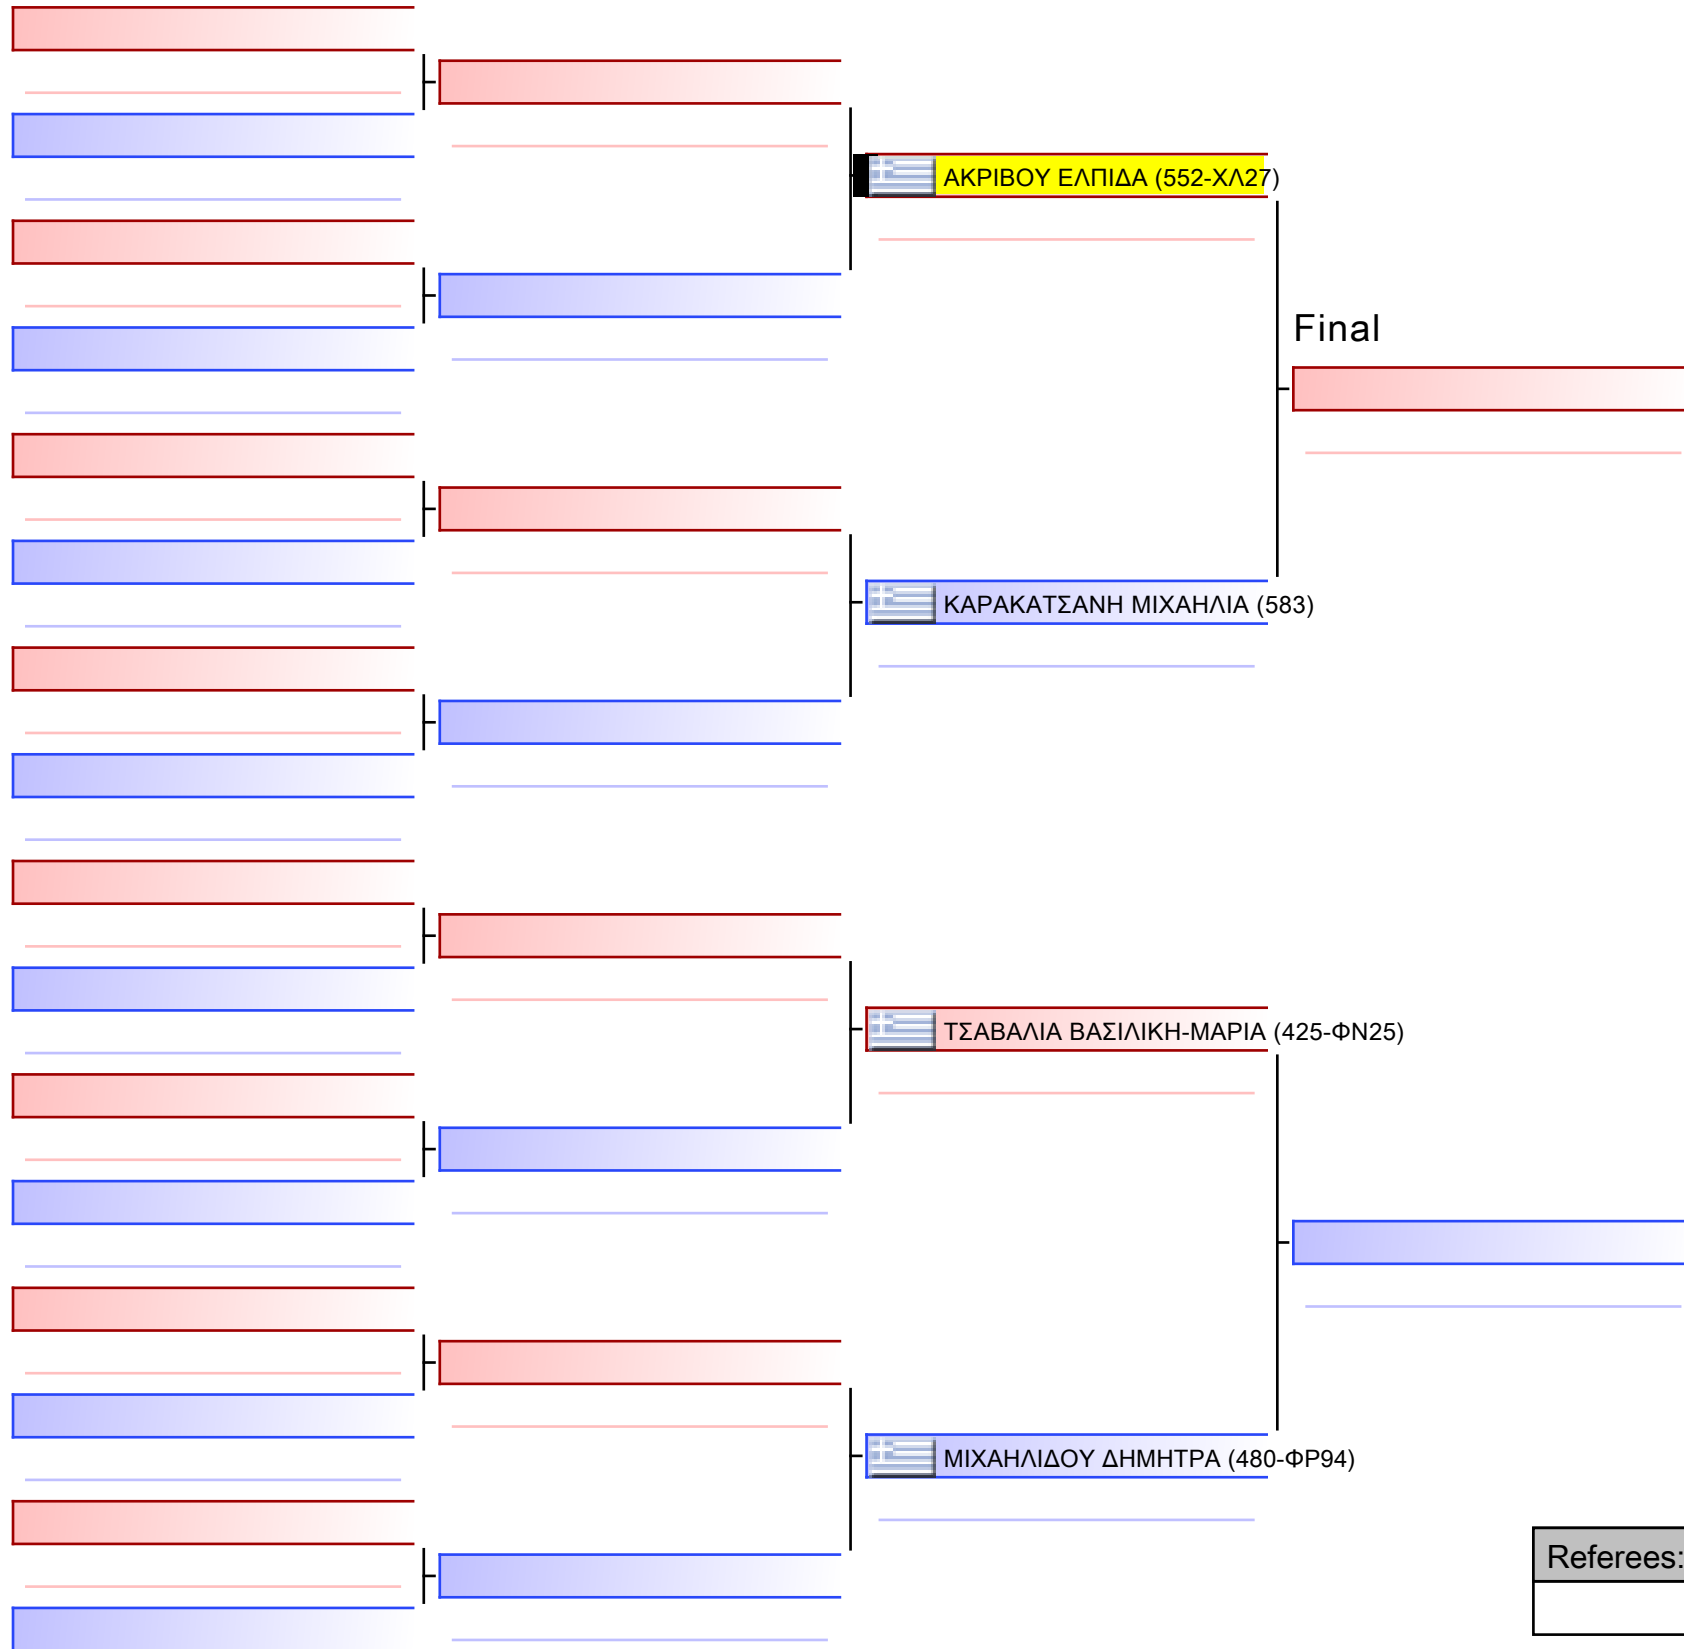 ΑΚΡΙΒΟΥ ΕΛΠΙΔΑ (552-ΧΛ27)
Final
ΚΑΡΑΚΑΤΣΑΝΗ ΜΙΧΑΗΛΙΑ (583)
ΤΣΑΒΑΛΙΑ ΒΑΣΙΛΙΚΗ-ΜΑΡΙΑ (425-ΦΝ25)
ΜΙΧΑΗΛΙΔΟΥ ΔΗΜΗΤΡΑ (480-ΦΡ94)
Referees: